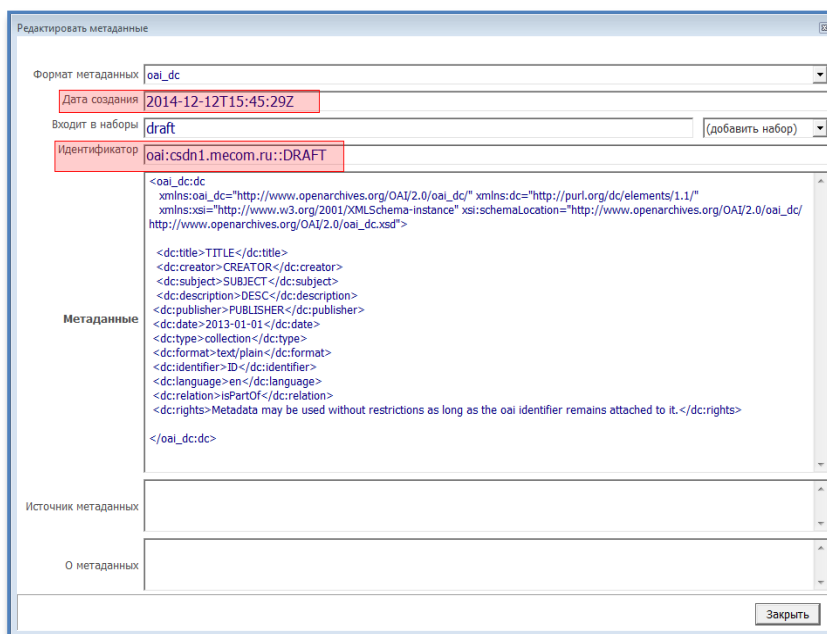 Редактировать метаданные
Формат метаданных oai_dc
Дата создания 2014-12-12T15:45:29Z
Входит в наборы draft (добавить набор)
Идентификатор oai:csdn1.mecom.ru::DRAFT
Метаданные
<oai_dc:dc
xmlns:oai_dc="http://www.openarchives.org/OAI/2.0/oai_dc/" xmlns:dc="http://purl.org/dc/elements/1.1/"
xmlns:xsi="http://www.w3.org/2001/XMLSchema-instance" xsi:schemaLocation="http://www.openarchives.org/OAI/2.0/oai_dc/
http://www.openarchives.org/OAI/2.0/oai_dc.xsd">
<dc:title>TITLE</dc:title>
<dc:creator>CREATOR</dc:creator>
<dc:subject>SUBJECT</dc:subject>
<dc:description>DESC</dc:description>
<dc:publisher>PUBLISHER</dc:publisher>
<dc:date>2013-01-01</dc:date>
<dc:type>collection</dc:type>
<dc:format>text/plain</dc:format>
<dc:identifier>ID</dc:identifier>
<dc:language>en</dc:language>
<dc:relation>isPartOf</dc:relation>
<dc:rights>Metadata may be used without restrictions as long as the oai identifier remains attached to it.</dc:rights>
</oai_dc:dc>
Источник метаданных
О метаданных
Закрыть